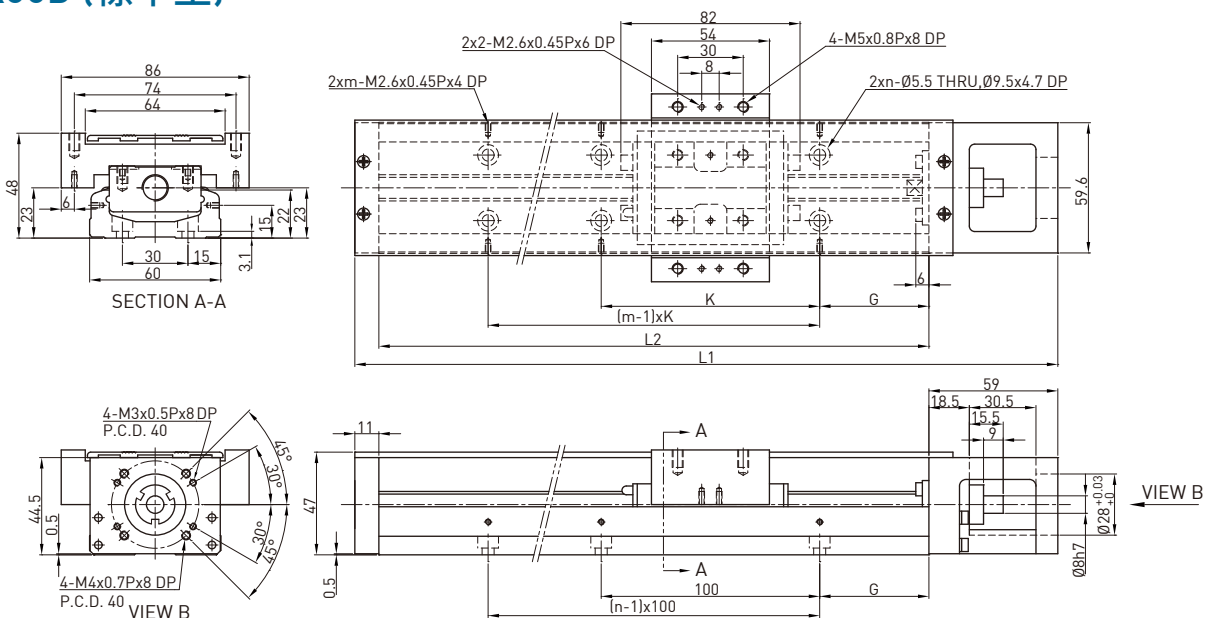 86
74
64
48
23
6
15
22
23
3.1
30
15
60
SECTION A-A
82
54
30
8
2x2-M2.6x0.45Px6 DP
4-M5x0.8Px8 DP
2xm-M2.6x0.45Px4 DP
2xn-Ø5.5 THRU,Ø9.5x4.7 DP
59.6
6
K
G
(m-1)xK
L2
L1
4-M3x0.5Px8 DP
P.C.D. 40
45°
30°
30°
45°
44.5
0.5
4-M4x0.7Px8 DP
P.C.D. 40
VIEW B
11
47
0.5
A
A
59
18.5
30.5
15.5
9
VIEW B
Ø28 +0.03 +0
Ø8h7
100
G
(n-1)x100